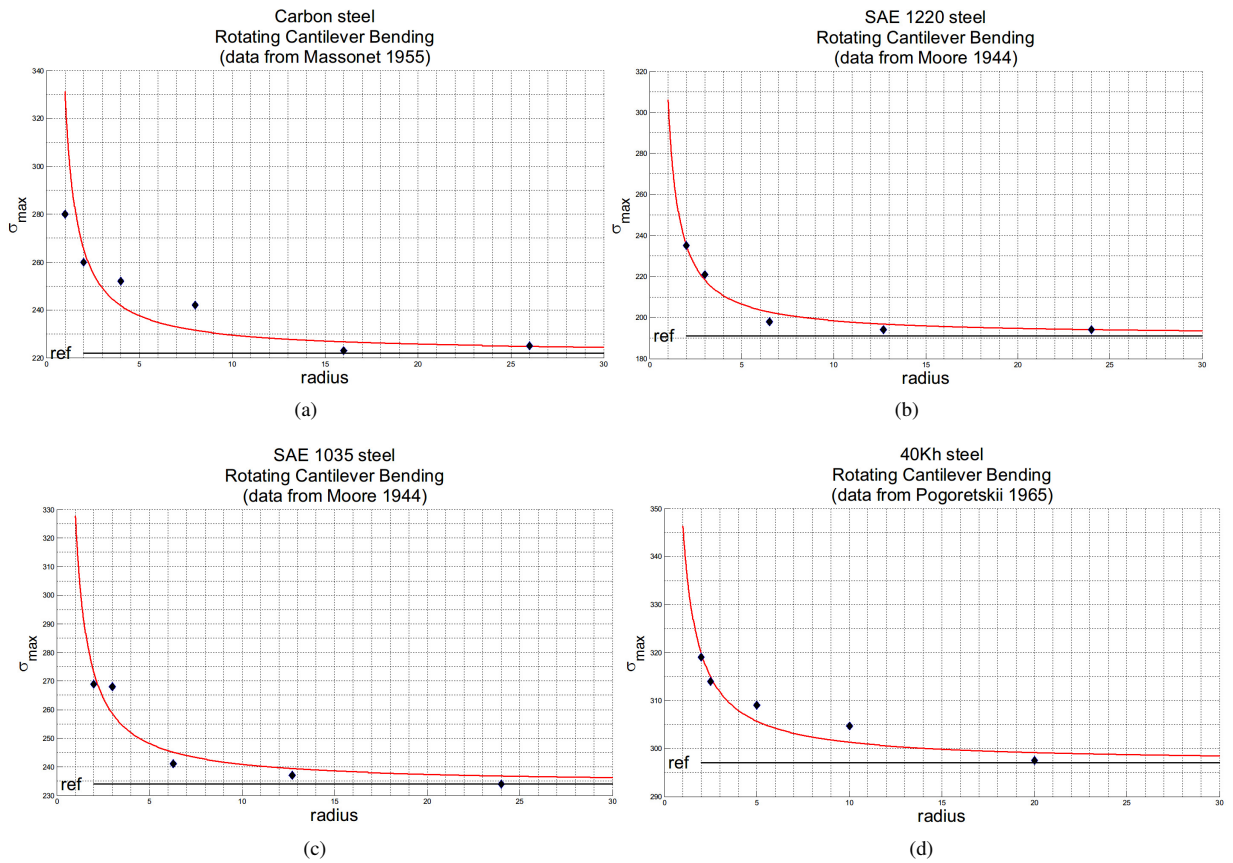 Carbon steel
Rotating Cantilever Bending
(data from Massonet 1955)
340
320
300
280
260
240
220
σmax
ref
0
5
10
15
20
25
30
radius
(a)
SAE 1220 steel
Rotating Cantilever Bending
(data from Moore 1944)
320
300
280
260
240
220
200
180
σmax
ref
0
5
10
15
20
25
30
radius
(b)
SAE 1035 steel
Rotating Cantilever Bending
(data from Moore 1944)
330
320
310
300
290
280
270
260
250
240
230
σmax
ref
0
5
10
15
20
25
30
radius
(c)
40Kh steel
Rotating Cantilever Bending
(data from Pogoretskii 1965)
350
340
330
320
310
300
290
σmax
ref
0
5
10
15
20
25
30
radius
(d)